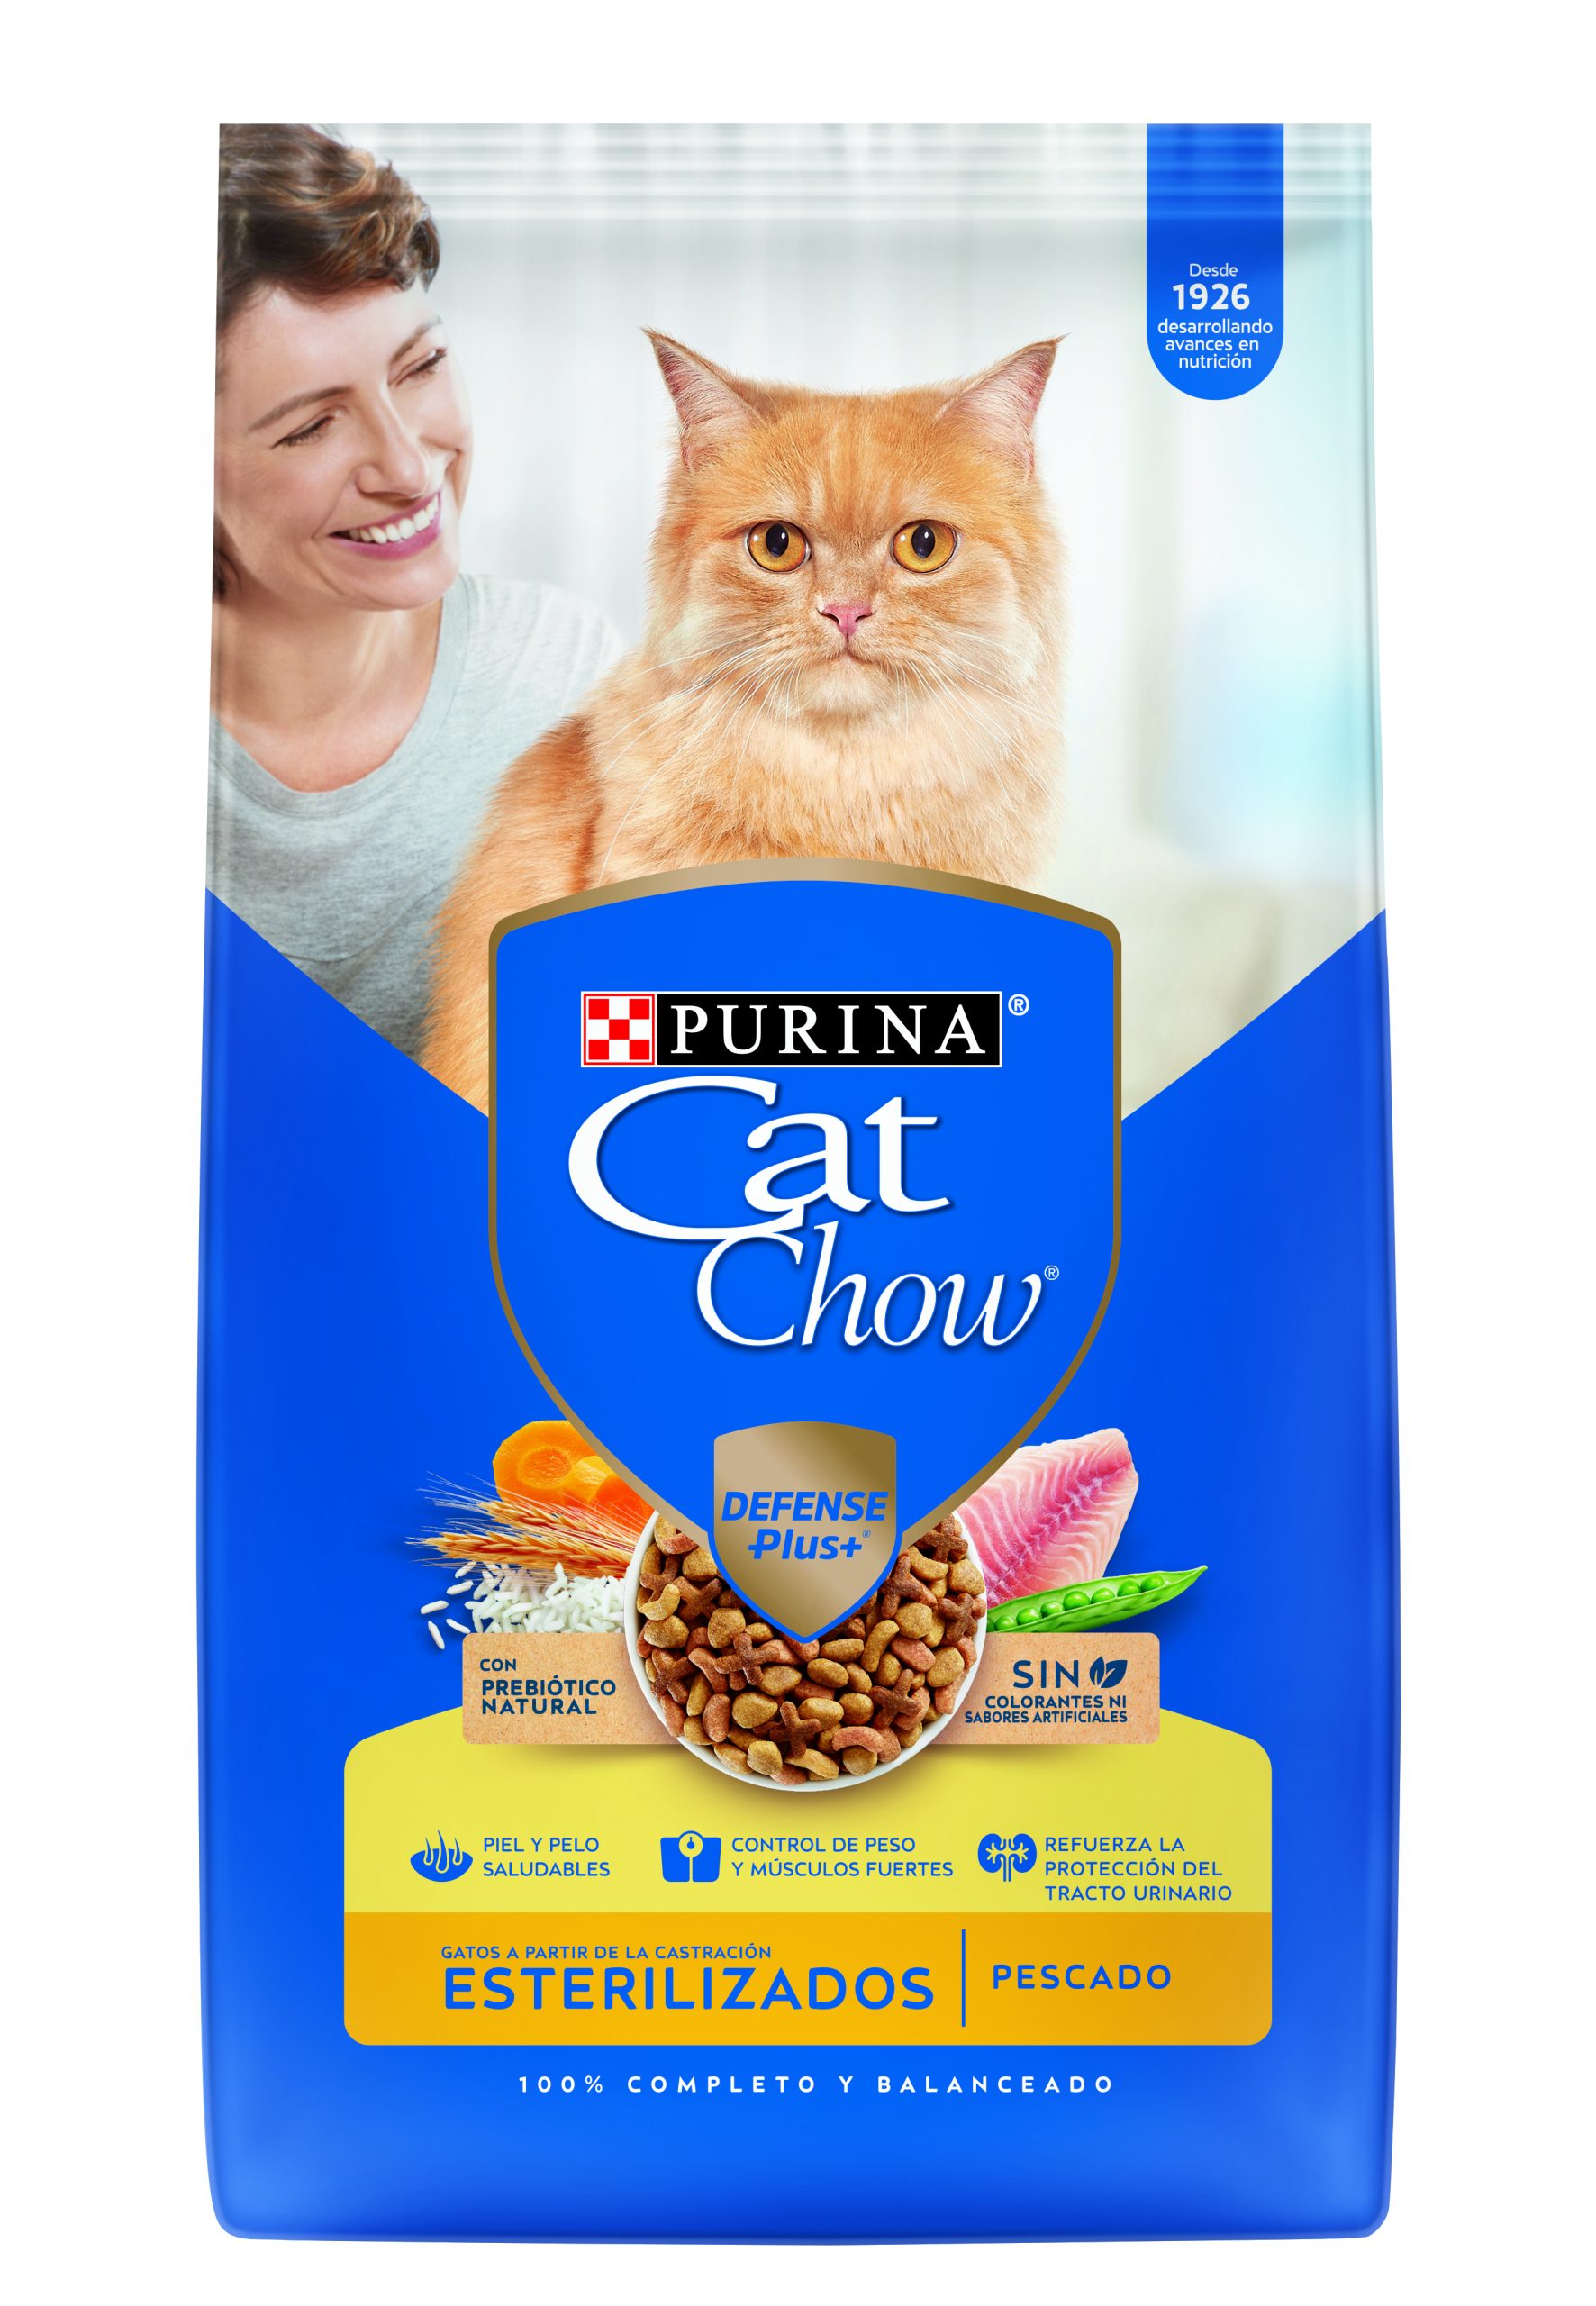 Desde
1926
desarrollando
avances en
nutrición
PURINA®
Cat
Chow®
DEFENSE
Plus+®
CON
PREBIÓTICO
NATURAL
SIN
COLORANTES NI
SABORES ARTIFICIALES
PIEL Y PELO
SALUDABLES
CONTROL DE PESO
Y MÚSCULOS FUERTES
REFUERZA LA
PROTECCIÓN DEL
TRACTO URINARIO
GATOS A PARTIR DE LA CASTRACIÓN
ESTERILIZADOS
PESCADO
100% COMPLETO Y BALANCEADO